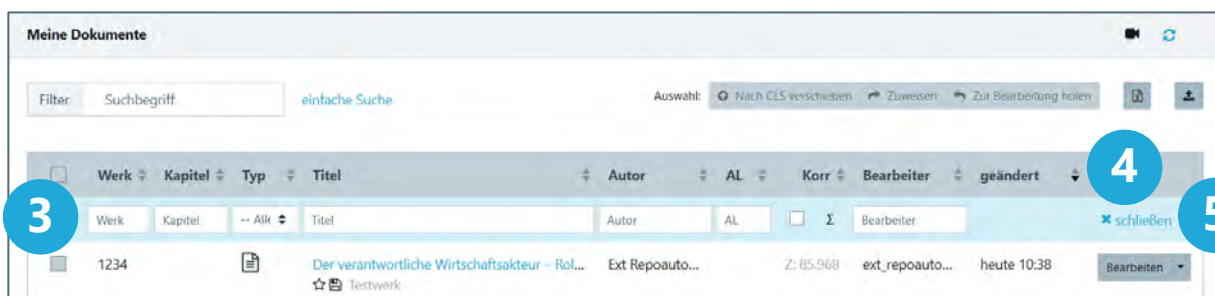 Meine Dokumente
Filter Suchbegriff einfache Suche Auswahl: Nach CLS verschieben Zuweisen Zur Bearbeitung holen
Werk Kapitel Typ Titel Autor AL Korr Bearbeiter geändert 4
3 Werk Kapitel -- Alle Titel Autor AL Σ Bearbeiter schließen 5
1234 Der verantwortliche Wirtschaftsakteur – Rol... Ext Repoauto... Z: 85.968 ext_repoauto... heute 10:38 Bearbeiten
Testwerk